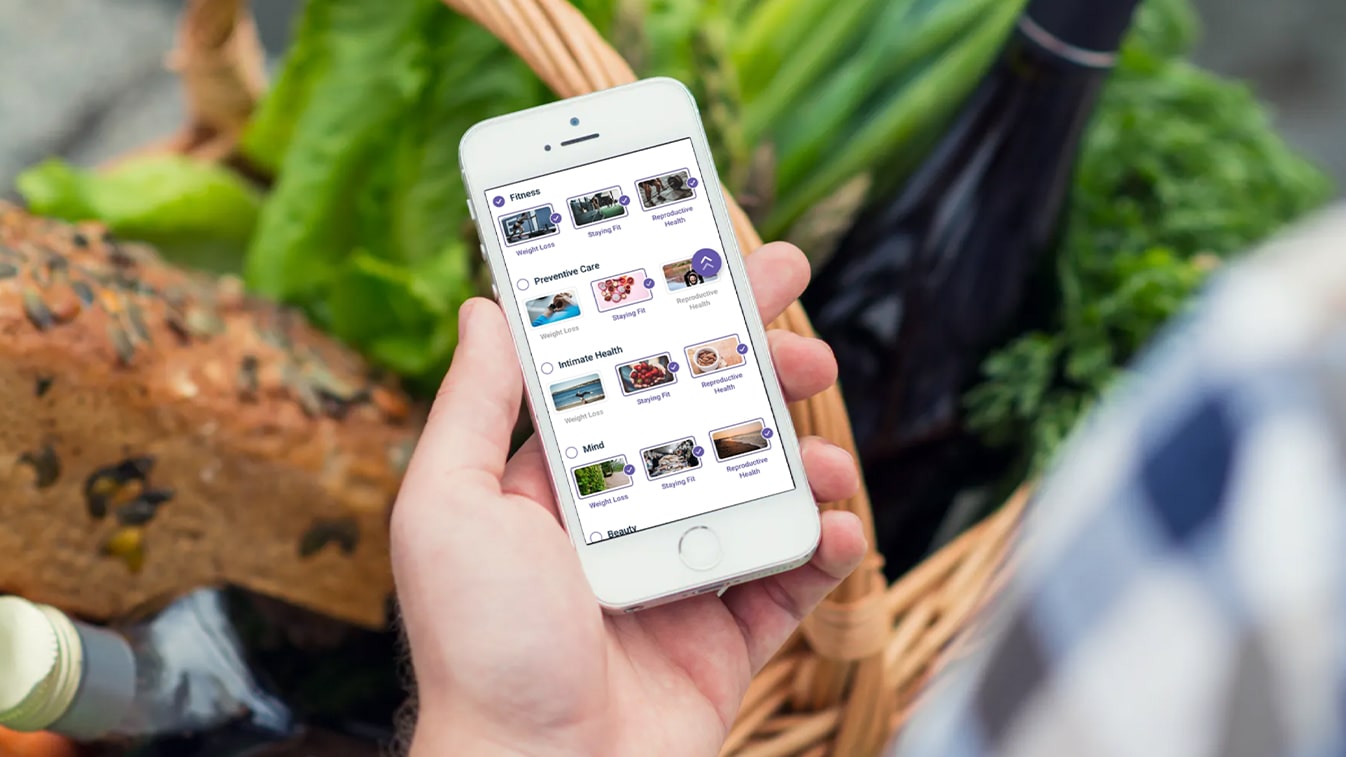 Fitness
Weight Loss
Staying Fit
Reproductive
Health
Preventive Care
Weight Loss
Staying Fit
Reproductive
Health
Intimate Health
Weight Loss
Staying Fit
Reproductive
Health
Mind
Weight Loss
Staying Fit
Reproductive
Health
Beauty